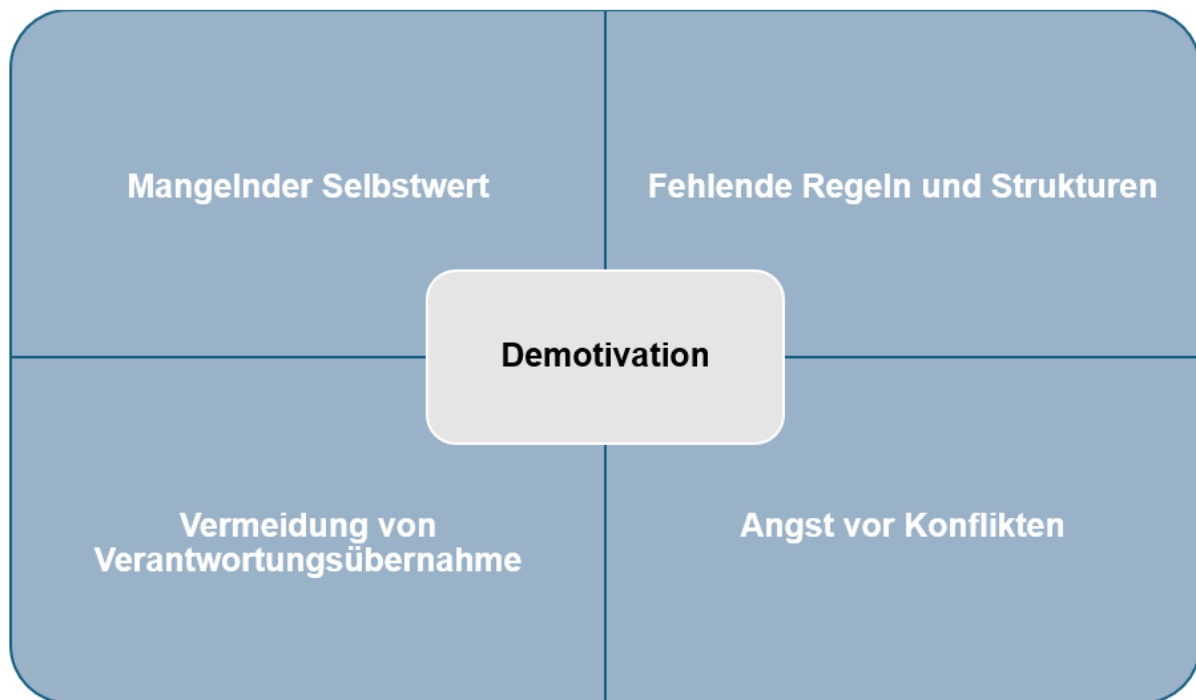 Mangelnder Selbstwert
Fehlende Regeln und Strukturen
Demotivation
Vermeidung von
Verantwortungsübernahme
Angst vor Konflikten